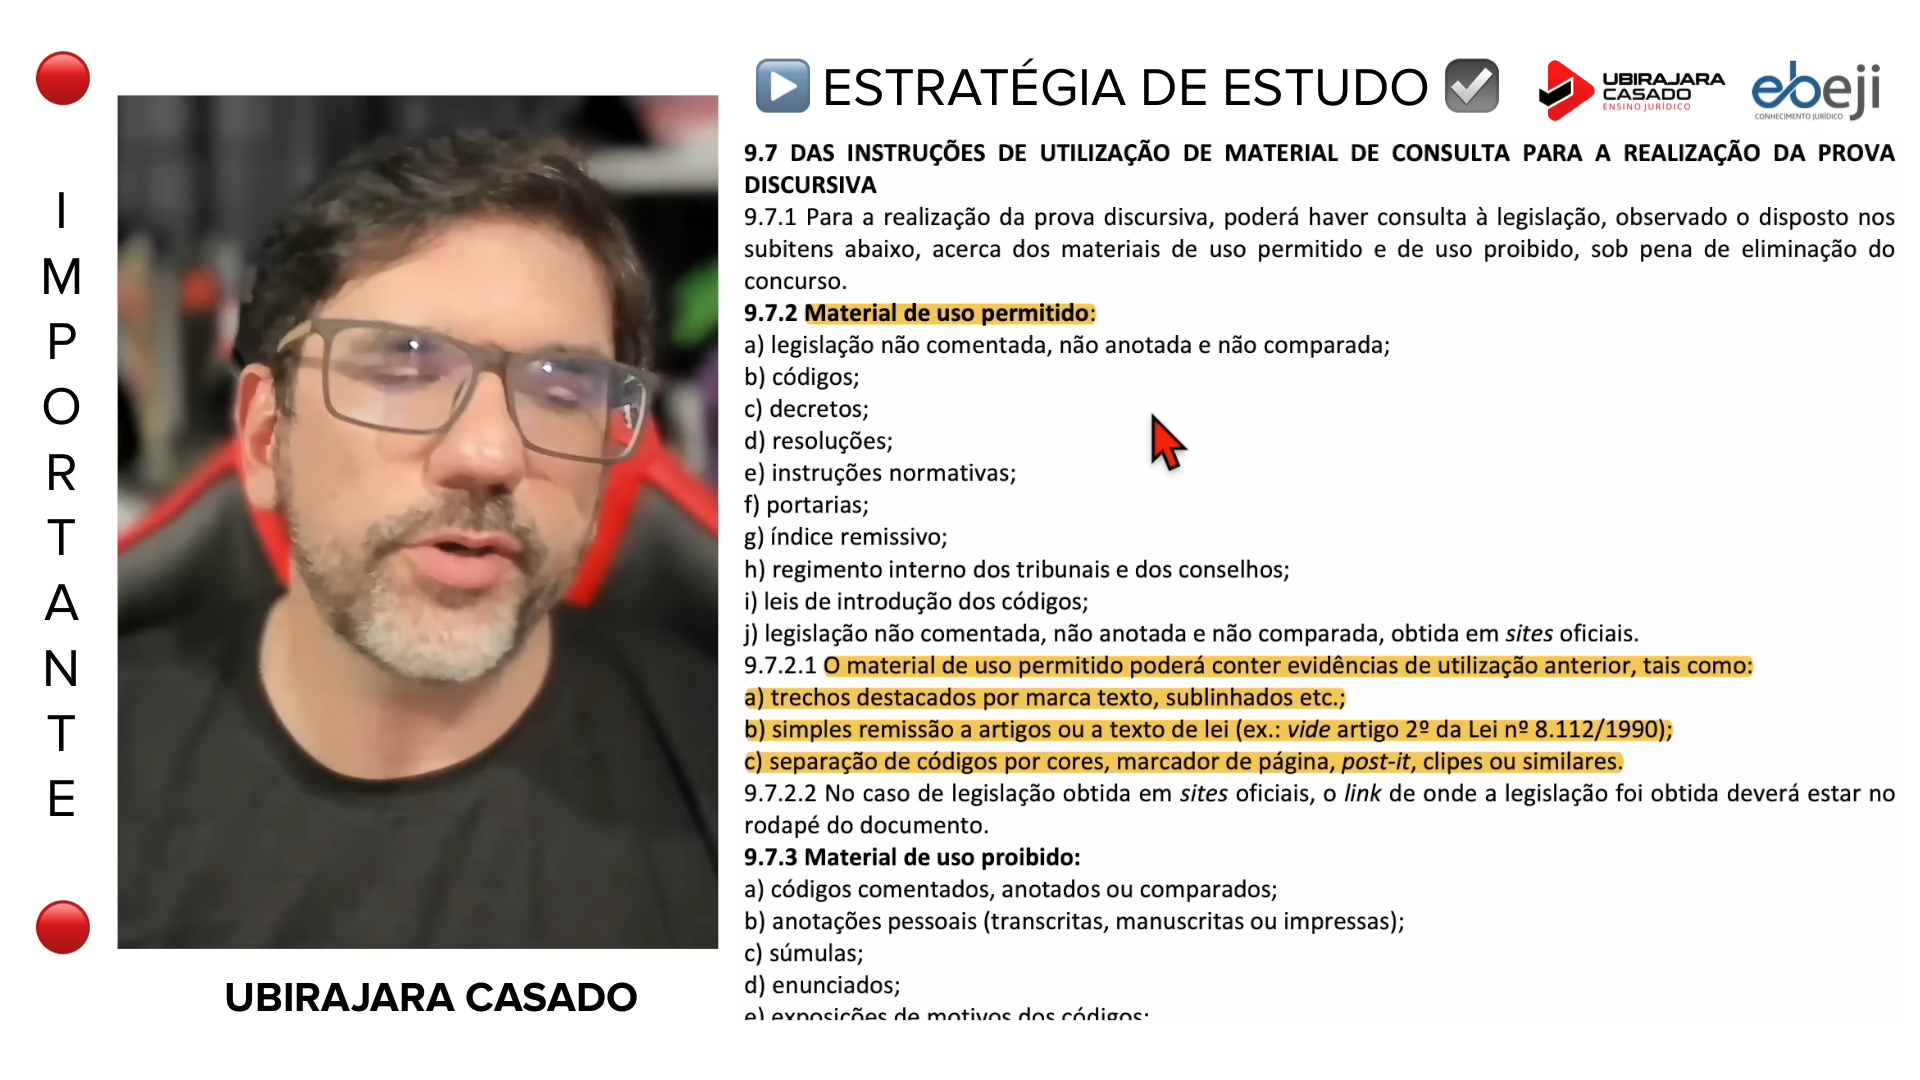 ESTRATÉGIA DE ESTUDO
UBIRAJARA
CASADO
ENSINO JURÍDICO
ebeji
CONHECIMENTO JURÍDICO
IMPORTANTE
9.7 DAS INSTRUÇÕES DE UTILIZAÇÃO DE MATERIAL DE CONSULTA PARA A REALIZAÇÃO DA PROVA
DISCURSIVA
9.7.1 Para a realização da prova discursiva, poderá haver consulta à legislação, observado o disposto nos
subitens abaixo, acerca dos materiais de uso permitido e de uso proibido, sob pena de eliminação do
concurso.
9.7.2 Material de uso permitido:
a) legislação não comentada, não anotada e não comparada;
b) códigos;
c) decretos;
d) resoluções;
e) instruções normativas;
f) portarias;
g) índice remissivo;
h) regimento interno dos tribunais e dos conselhos;
i) leis de introdução dos códigos;
j) legislação não comentada, não anotada e não comparada, obtida em sites oficiais.
9.7.2.1 O material de uso permitido poderá conter evidências de utilização anterior, tais como:
a) trechos destacados por marca texto, sublinhados etc.;
b) simples remissão a artigos ou a texto de lei (ex.: vide artigo 2º da Lei nº 8.112/1990);
c) separação de códigos por cores, marcador de página, post-it, clipes ou similares.
9.7.2.2 No caso de legislação obtida em sites oficiais, o link de onde a legislação foi obtida deverá estar no
rodapé do documento.
9.7.3 Material de uso proibido:
a) códigos comentados, anotados ou comparados;
b) anotações pessoais (transcritas, manuscritas ou impressas);
c) súmulas;
d) enunciados;
e) exposições de motivos dos códigos;
UBIRAJARA CASADO